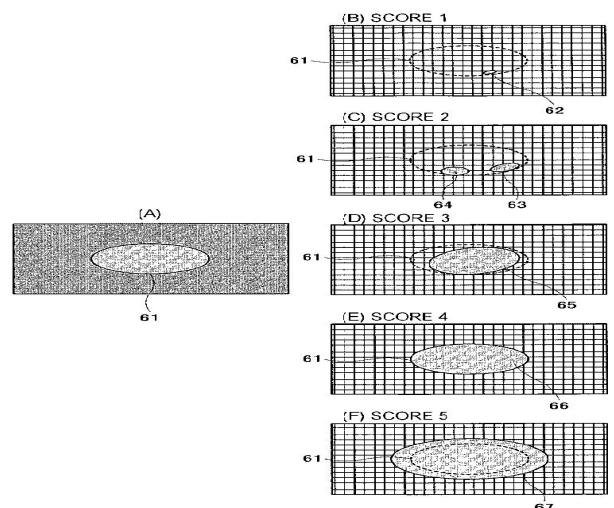 (A)
61
(B) SCORE 1
61
62
(C) SCORE 2
61
64
63
(D) SCORE 3
61
65
(E) SCORE 4
61
66
(F) SCORE 5
61
67